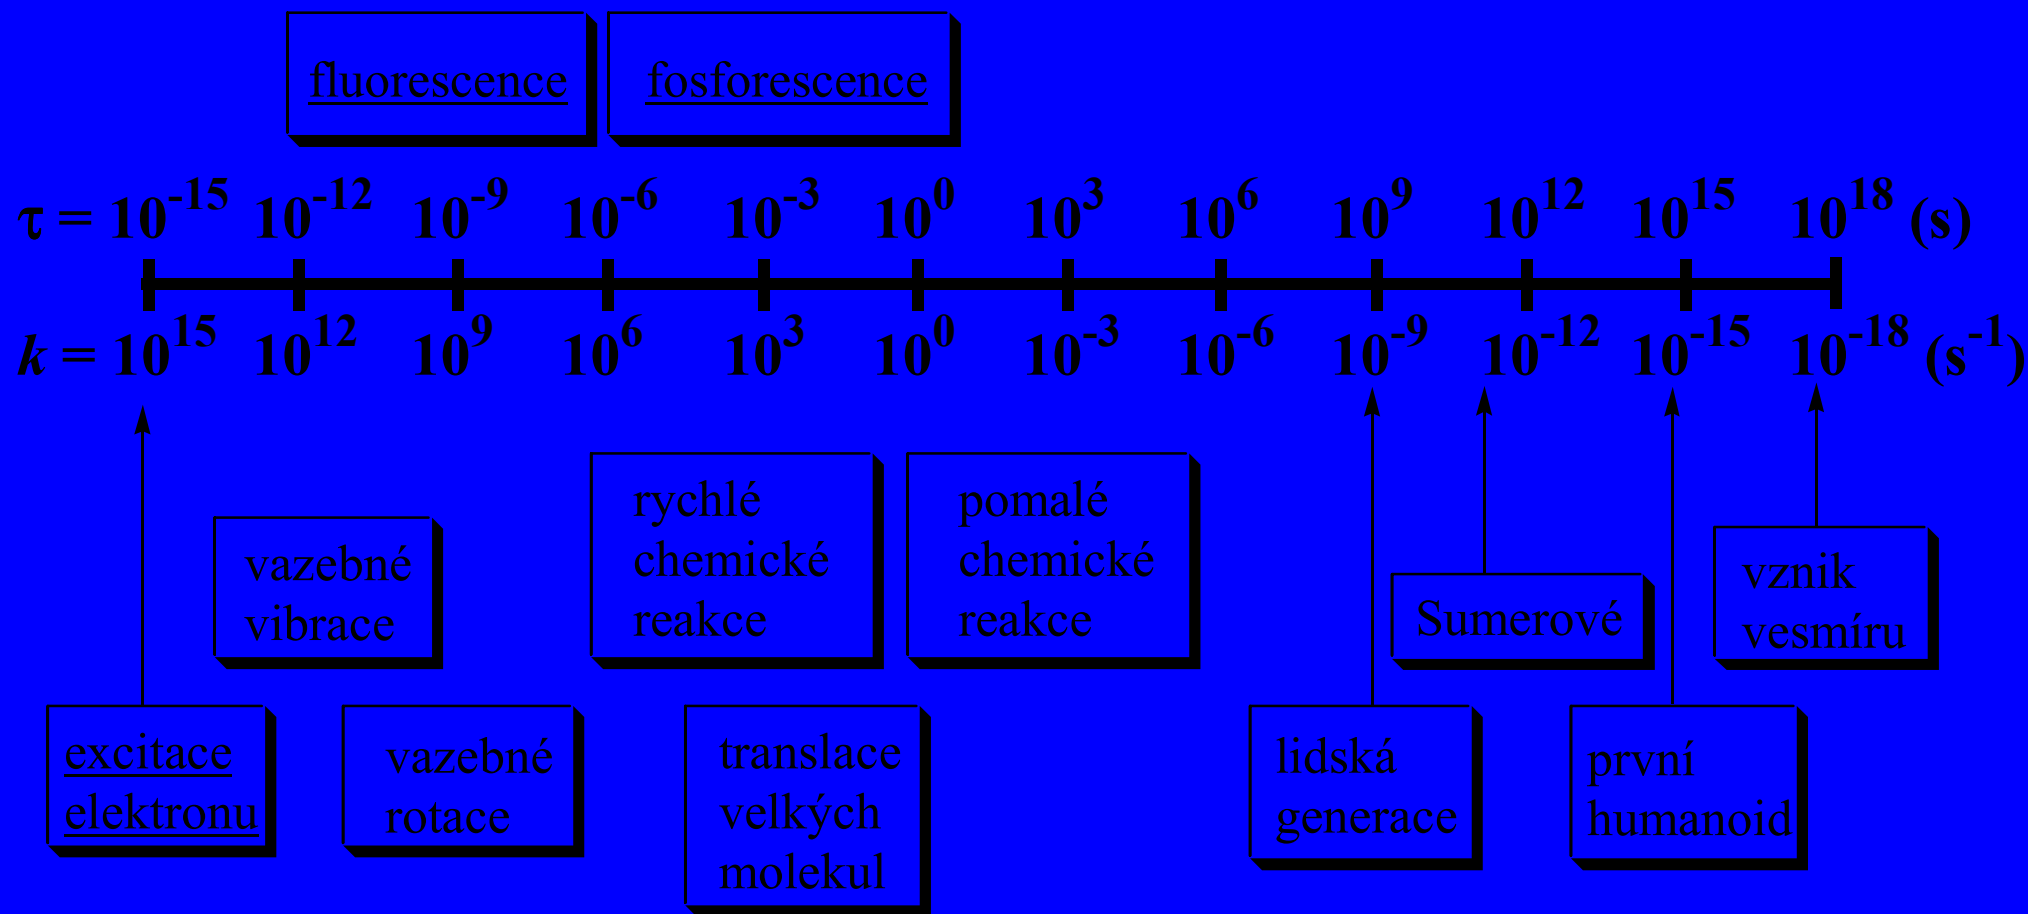 fluorescence
fosforescence
τ = 10⁻¹⁵ 10⁻¹² 10⁻⁹ 10⁻⁶ 10⁻³ 10⁰ 10³ 10⁶ 10⁹ 10¹² 10¹⁵ 10¹⁸ (s)
k = 10¹⁵ 10¹² 10⁹ 10⁶ 10³ 10⁰ 10⁻³ 10⁻⁶ 10⁻⁹ 10⁻¹² 10⁻¹⁵ 10⁻¹⁸ (s⁻¹)
rychlé
chemické
reakce
pomalé
chemické
reakce
vazebné
vibrace
Sumerové
vznik
vesmíru
excitace
elektronu
vazebné
rotace
translace
velkých
molekul
lidská
generace
první
humanoid